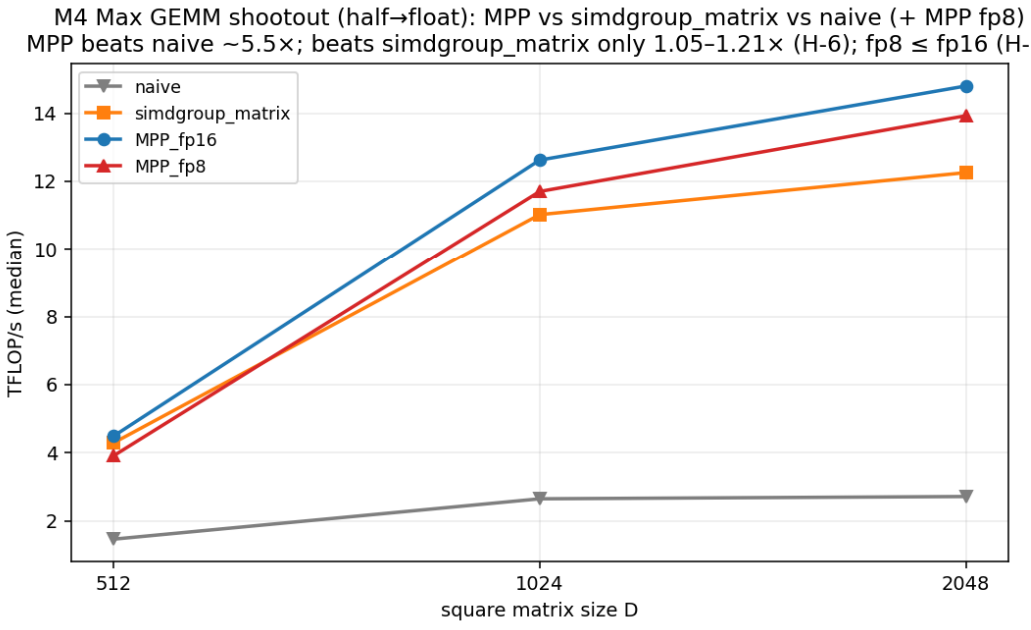 M4 Max GEMM shootout (half→float): MPP vs simdgroup_matrix vs naive (+ MPP fp8)
MPP beats naive ~5.5×; beats simdgroup_matrix only 1.05–1.21× (H-6); fp8 ≤ fp16 (H-
naive
simdgroup_matrix
MPP_fp16
MPP_fp8
TFLOP/s (median)
14
12
10
8
6
4
2
512
1024
2048
square matrix size D